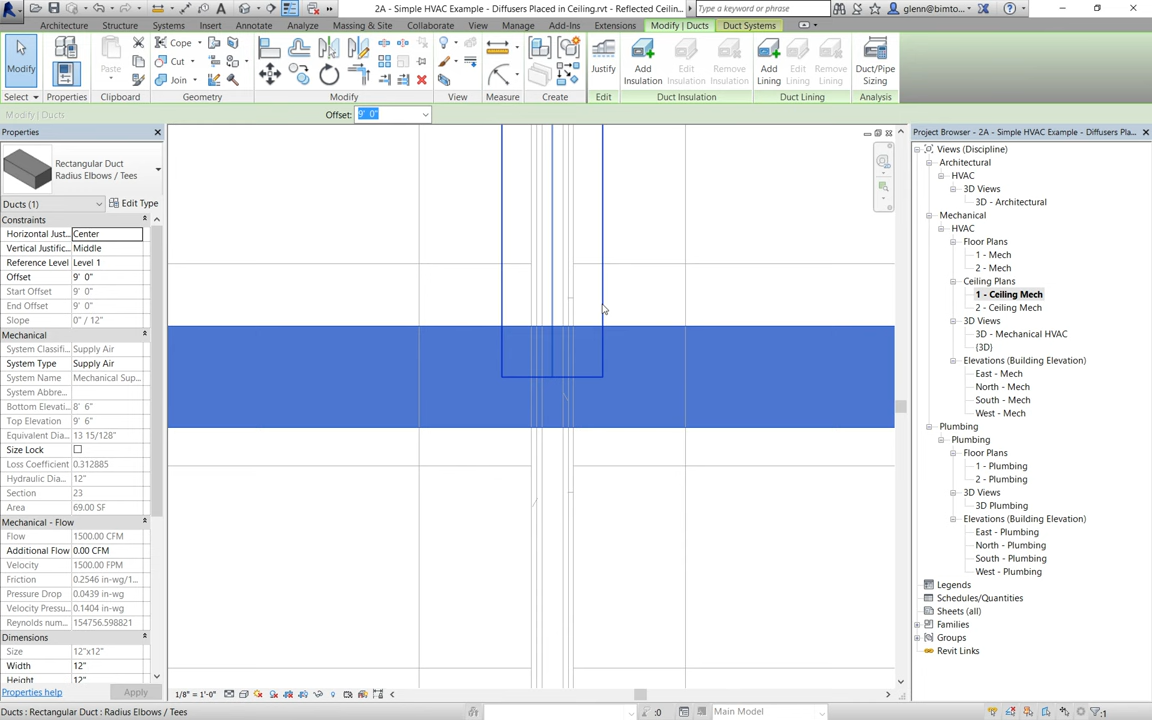 2A - Simple HVAC Example - Diffusers Placed in Ceiling.rvt - Reflected Ceilin...
Type a keyword or phrase
glenn@bimto...
Architecture Structure Systems Insert Annotate Analyze Massing & Site Collaborate View Manage Add-Ins Extensions Modify | Ducts Duct Systems
Modify Paste Cope Cut Join Justify Add Insulation Edit Insulation Remove Insulation Add Lining Edit Lining Remove Lining Duct/Pipe Sizing
Select Properties Clipboard Geometry Modify View Measure Create Edit Duct Insulation Duct Lining Analysis
Modify | Ducts
Offset: 9' 0"
Properties
Rectangular Duct
Radius Elbows / Tees
Ducts (1) Edit Type
Constraints
Horizontal Just... Center
Vertical Justific... Middle
Reference Level Level 1
Offset 9' 0"
Start Offset 9' 0"
End Offset 9' 0"
Slope 0" / 12"
Mechanical
System Classifi... Supply Air
System Type Supply Air
System Name Mechanical Sup...
System Abbre...
Bottom Elevati... 8' 6"
Top Elevation 9' 6"
Equivalent Dia... 13 15/128"
Size Lock
Loss Coefficient 0.312885
Hydraulic Dia... 12"
Section 23
Area 69.00 SF
Mechanical - Flow
Flow 1500.00 CFM
Additional Flow 0.00 CFM
Velocity 1500.00 FPM
Friction 0.2546 in-wg/1...
Pressure Drop 0.0439 in-wg
Velocity Pressu... 0.1404 in-wg
Reynolds num... 154756.598821
Dimensions
Size 12"x12"
Width 12"
Height 12"
Properties help Apply
1/8" = 1'-0"
Ducts : Rectangular Duct : Radius Elbows / Tees
:0
Main Model
:1
Project Browser - 2A - Simple HVAC Example - Diffusers Pla...
Views (Discipline)
Architectural
HVAC
3D Views
3D - Architectural
Mechanical
HVAC
Floor Plans
1 - Mech
2 - Mech
Ceiling Plans
1 - Ceiling Mech
2 - Ceiling Mech
3D Views
3D - Mechanical HVAC
{3D}
Elevations (Building Elevation)
East - Mech
North - Mech
South - Mech
West - Mech
Plumbing
Plumbing
Floor Plans
1 - Plumbing
2 - Plumbing
3D Views
3D Plumbing
Elevations (Building Elevation)
East - Plumbing
North - Plumbing
South - Plumbing
West - Plumbing
Legends
Schedules/Quantities
Sheets (all)
Families
Groups
Revit Links